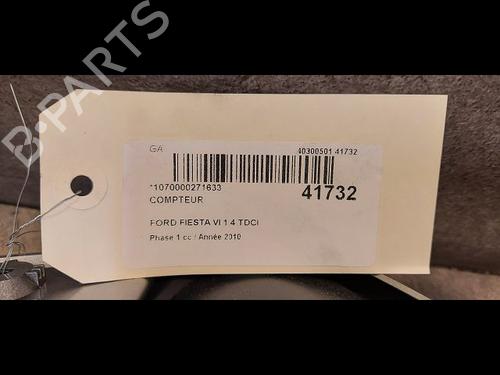 B-PARTS
GA
40300501 41732
*1070000271633
41732
COMPTEUR
FORD FIESTA VI 1.4 TDCI
Phase 1 cc / Année 2010